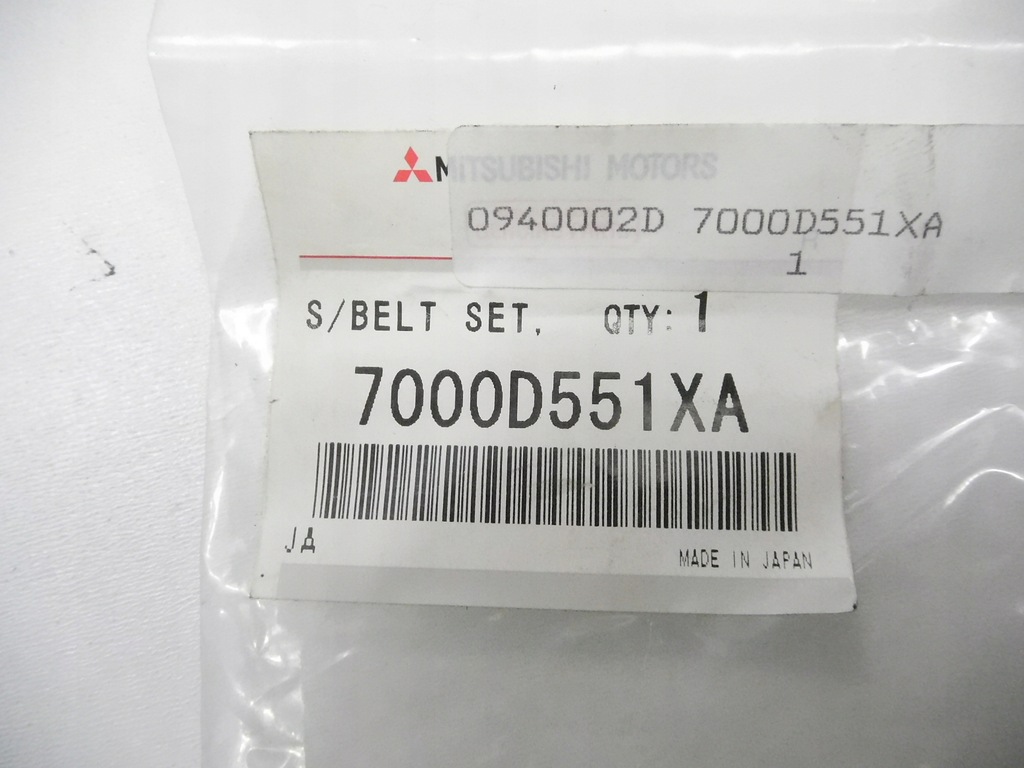 MITSUBISHI MOTORS
0940002D 7000D551XA
1
S/BELT SET, QTY: 1
7000D551XA
JA
MADE IN JAPAN